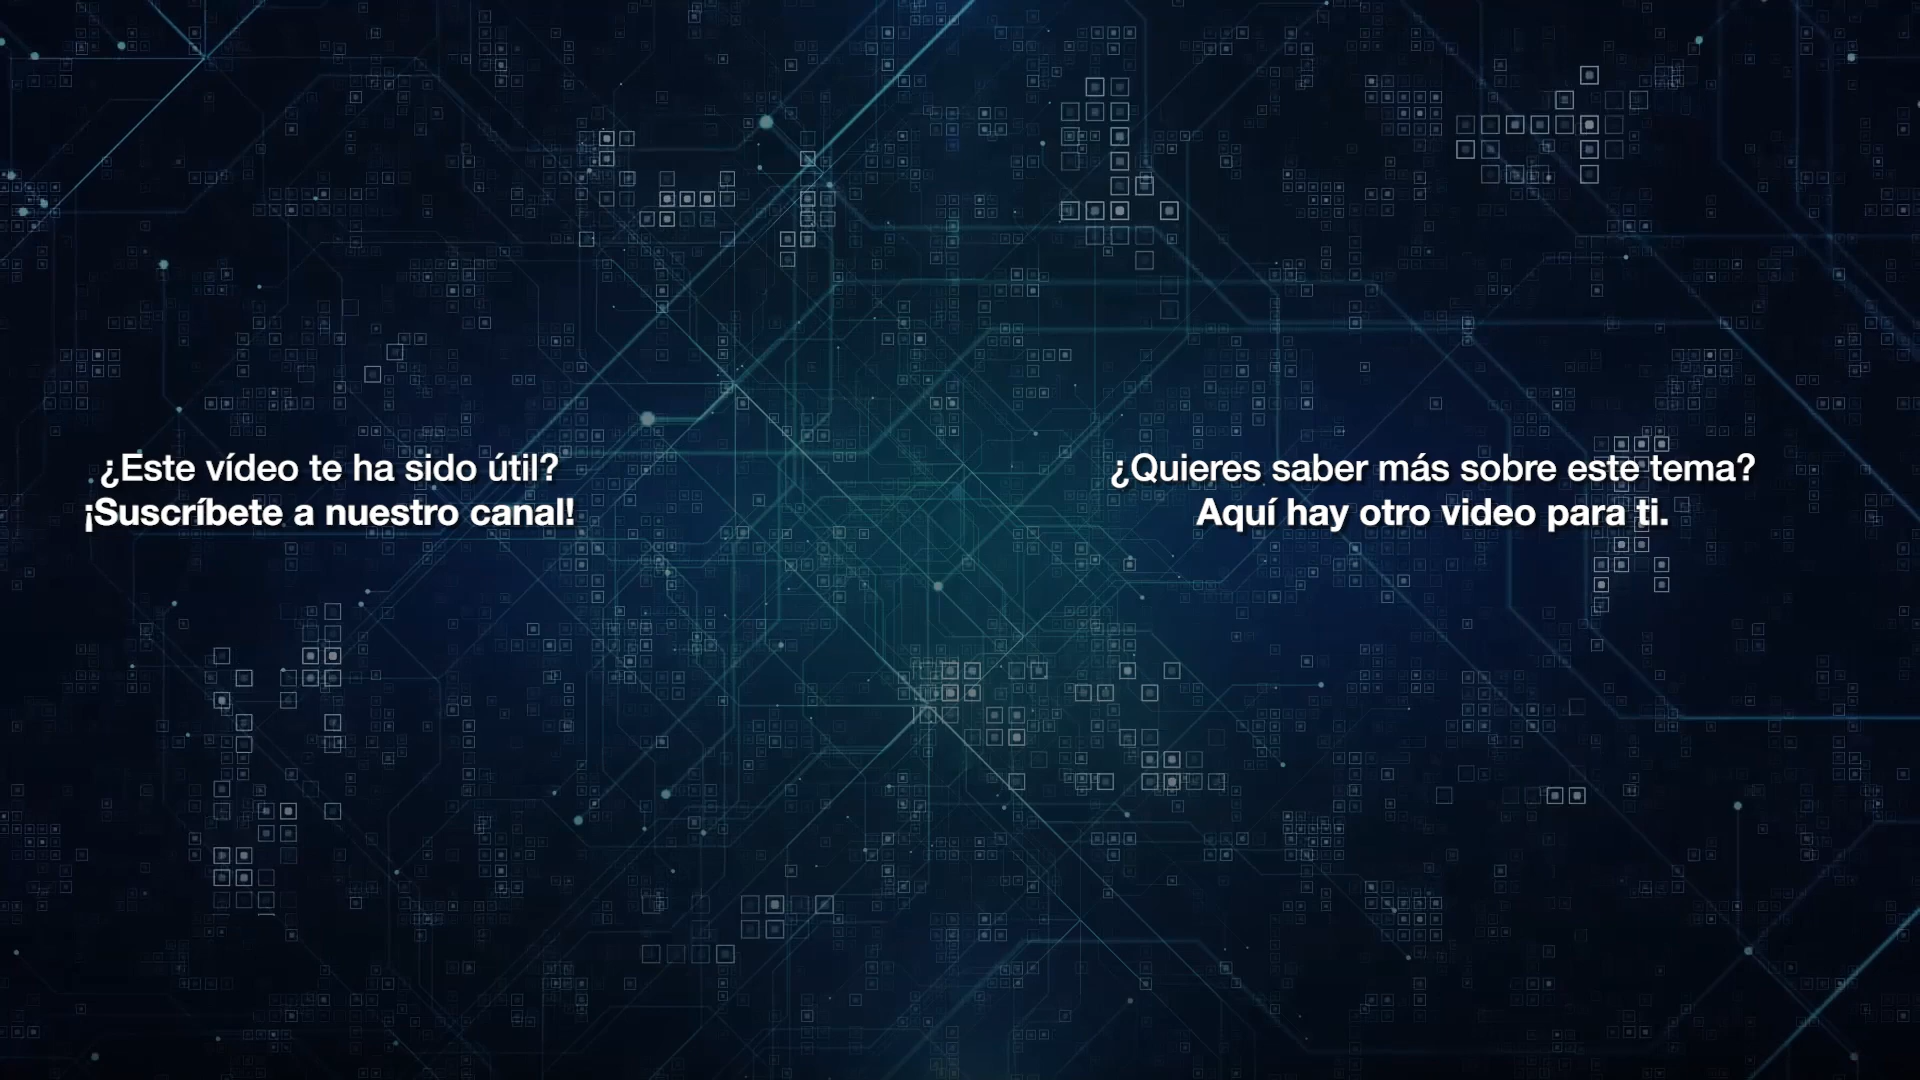 ¿Este vídeo te ha sido útil?
¡Suscríbete a nuestro canal!
¿Quieres saber más sobre este tema?
Aquí hay otro video para ti.